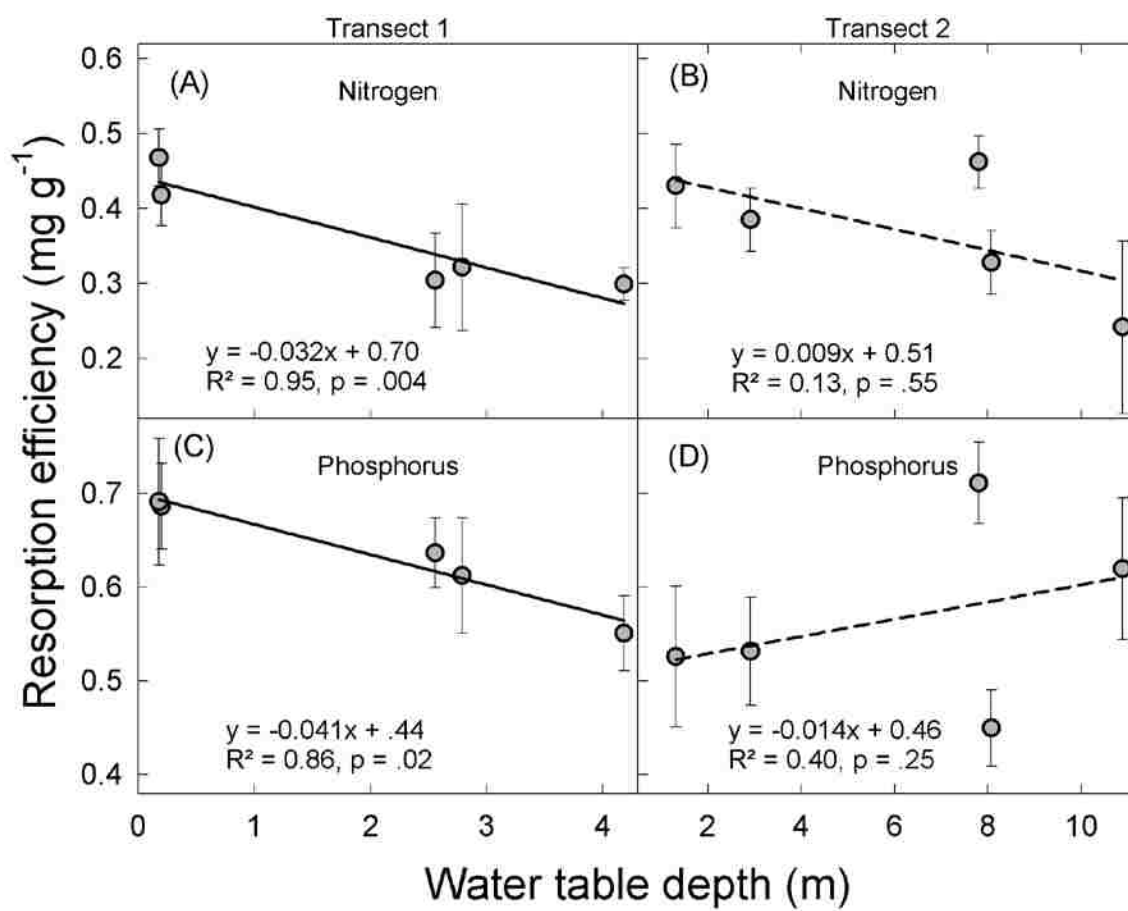 Transect 1
Transect 2
Resorption efficiency (mg g⁻¹)
0.6
0.5
0.4
0.3
0.2
(A)
Nitrogen
y = -0.032x + 0.70
R² = 0.95, p = .004
(B)
Nitrogen
y = 0.009x + 0.51
R² = 0.13, p = .55
0.7
0.6
0.5
0.4
(C)
Phosphorus
y = -0.041x + .44
R² = 0.86, p = .02
(D)
Phosphorus
y = -0.014x + 0.46
R² = 0.40, p = .25
0 1 2 3 4
2 4 6 8 10
Water table depth (m)